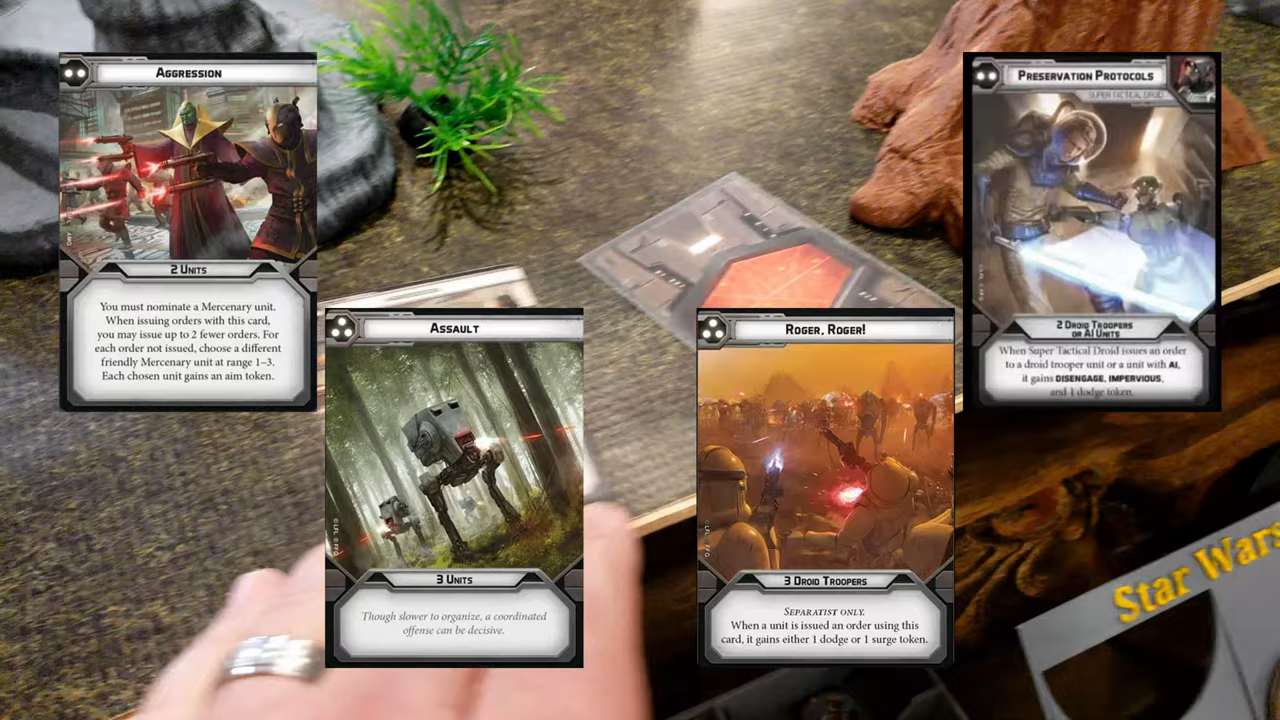 AGGRESSION
2 UNITS
You must nominate a Mercenary unit.
When issuing orders with this card,
you may issue up to 2 fewer orders. For
each order not issued, choose a different
friendly Mercenary unit at range 1–3.
Each chosen unit gains an aim token.
ASSAULT
©LFL ©FFG
3 UNITS
Though slower to organize, a coordinated
offense can be decisive.
ROGER, ROGER!
©LFL ©FFG
3 DROID TROOPERS
SEPARATIST ONLY.
When a unit is issued an order using this
card, it gains either 1 dodge or 1 surge token.
PRESERVATION PROTOCOLS
SUPER TACTICAL DROID
©LFL ©FFG
2 DROID TROOPERS
OR AI UNITS
When Super Tactical Droid issues an order
to a droid trooper unit or a unit with AI,
it gains DISENGAGE, IMPERVIOUS,
and 1 dodge token.
Star Wars